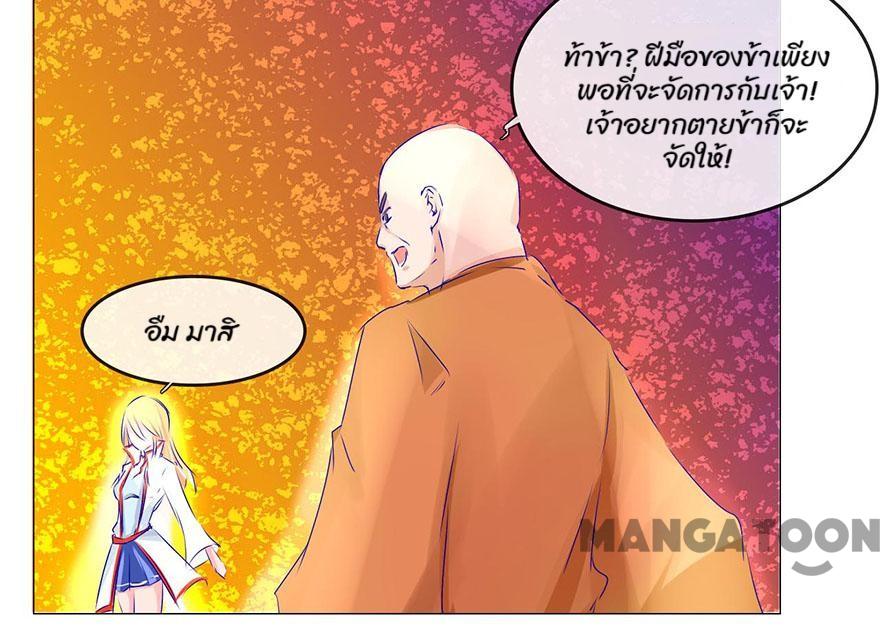 ท้าข้า? ฝีมือของข้าเพียง
พอที่จะจัดการกับเจ้า!
เจ้าอยากตายข้าก็จะ
จัดให้!
อืม มาสิ
MANGATOON